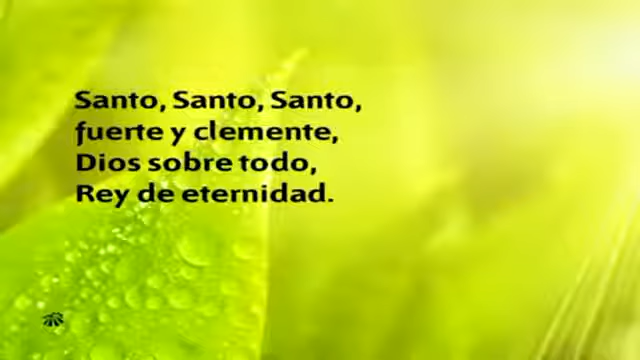 Santo, Santo, Santo,
fuerte y clemente,
Dios sobre todo,
Rey de eternidad.